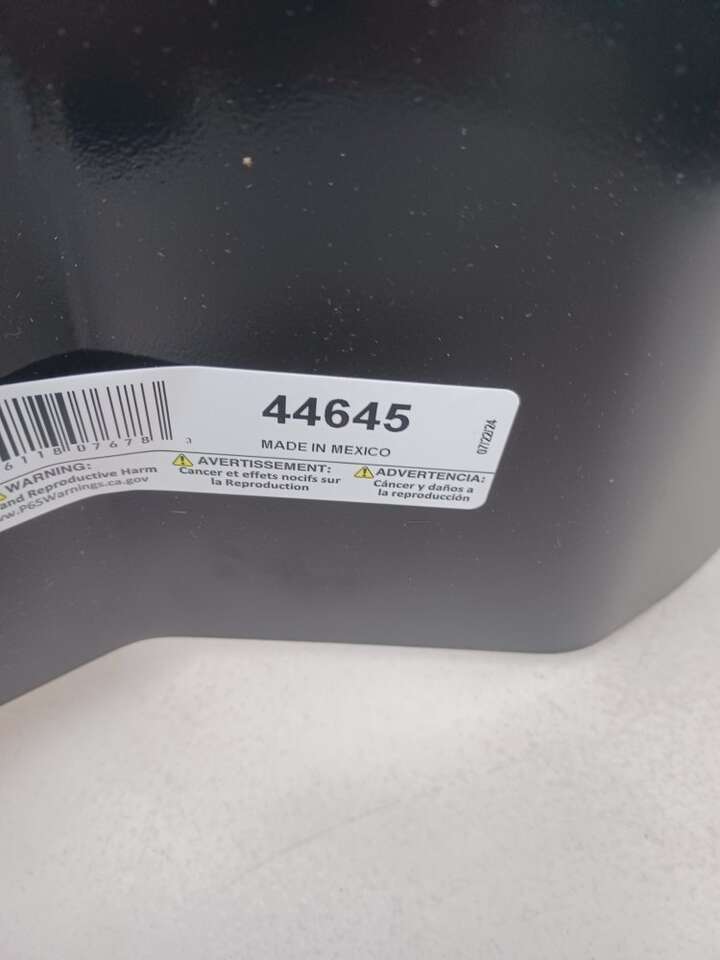 44645
MADE IN MEXICO
07/22/24
6118 07678 3
WARNING:
and Reproductive Harm
w.P65Warnings.ca.gov
AVERTISSEMENT:
Cancer et effets nocifs sur
la Reproduction
ADVERTENCIA:
Cáncer y daños a
la reproducción